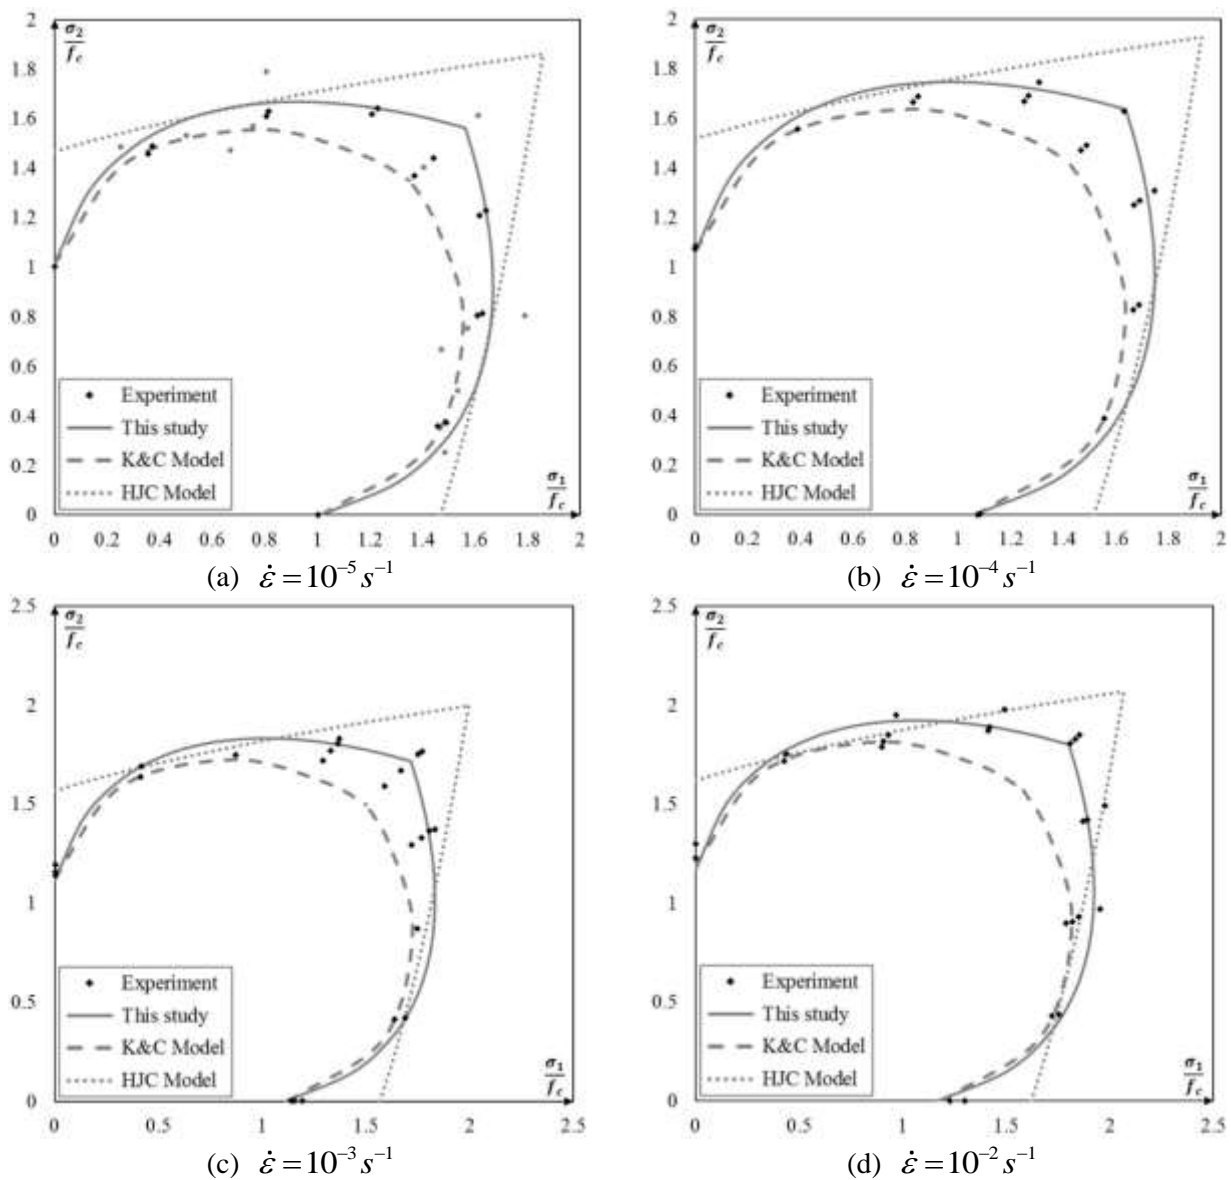 σ₂/f_c
2
1.8
1.6
1.4
1.2
1
0.8
0.6
0.4
0.2
0
Experiment
This study
K&C Model
HJC Model
σ₁/f_c
0 0.2 0.4 0.6 0.8 1 1.2 1.4 1.6 1.8 2
(a) ε̇ = 10⁻⁵ s⁻¹
σ₂/f_c
2
1.8
1.6
1.4
1.2
1
0.8
0.6
0.4
0.2
0
Experiment
This study
K&C Model
HJC Model
σ₁/f_c
0 0.2 0.4 0.6 0.8 1 1.2 1.4 1.6 1.8 2
(b) ε̇ = 10⁻⁴ s⁻¹
σ₂/f_c
2.5
2
1.5
1
0.5
0
Experiment
This study
K&C Model
HJC Model
σ₁/f_c
0 0.5 1 1.5 2 2.5
(c) ε̇ = 10⁻³ s⁻¹
σ₂/f_c
2.5
2
1.5
1
0.5
0
Experiment
This study
K&C Model
HJC Model
σ₁/f_c
0 0.5 1 1.5 2 2.5
(d) ε̇ = 10⁻² s⁻¹